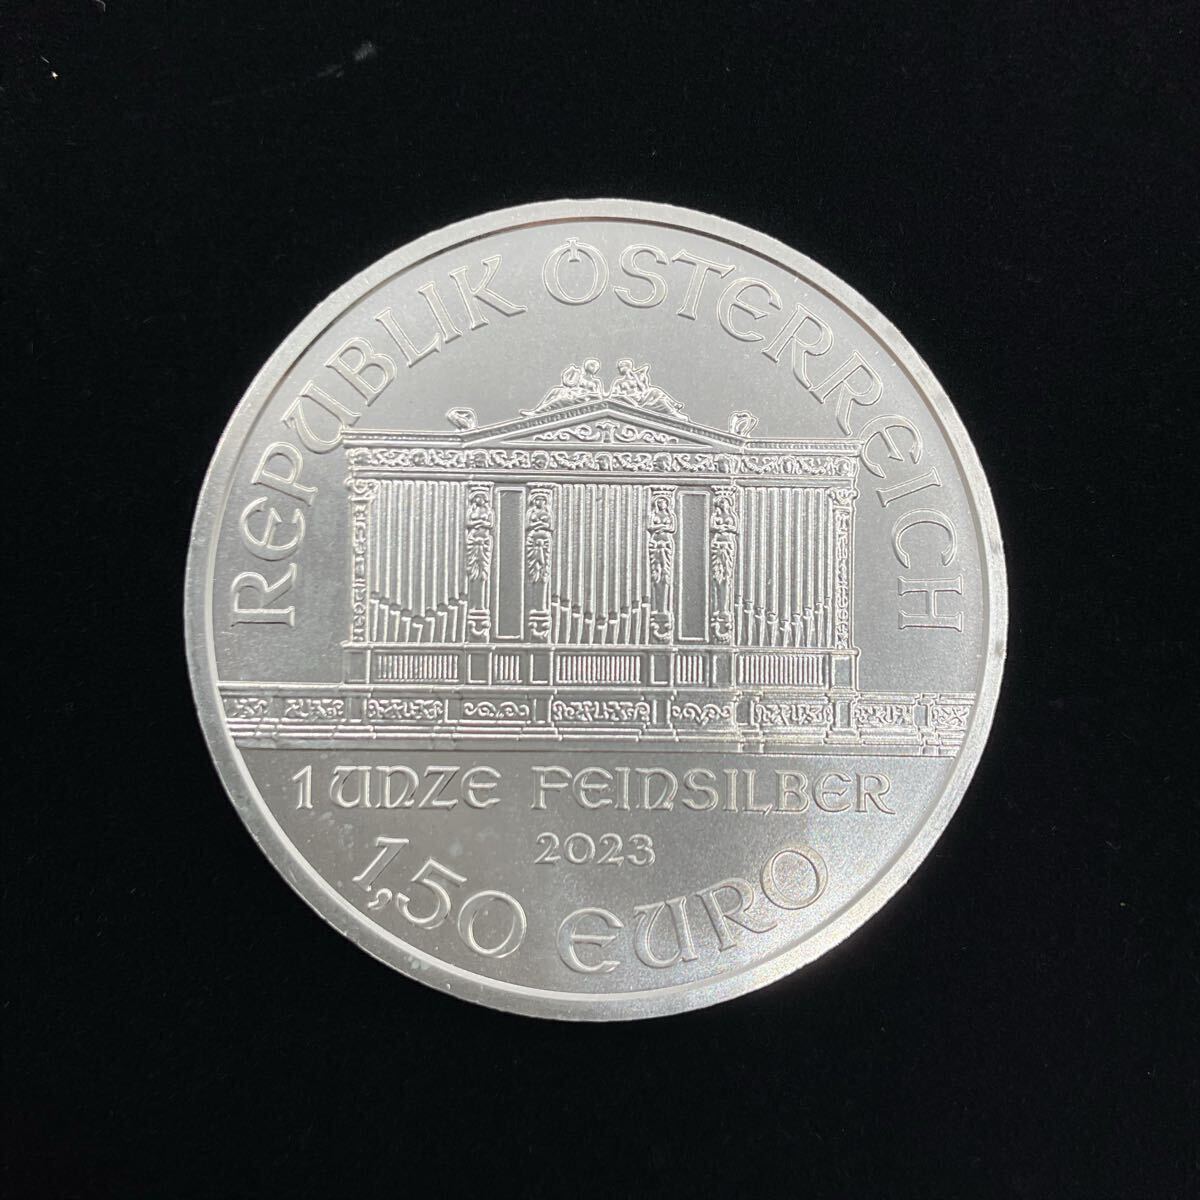 REPUBLIK ÖSTERREICH
1 UNZE FEINSILBER
2023
1,50 EURO